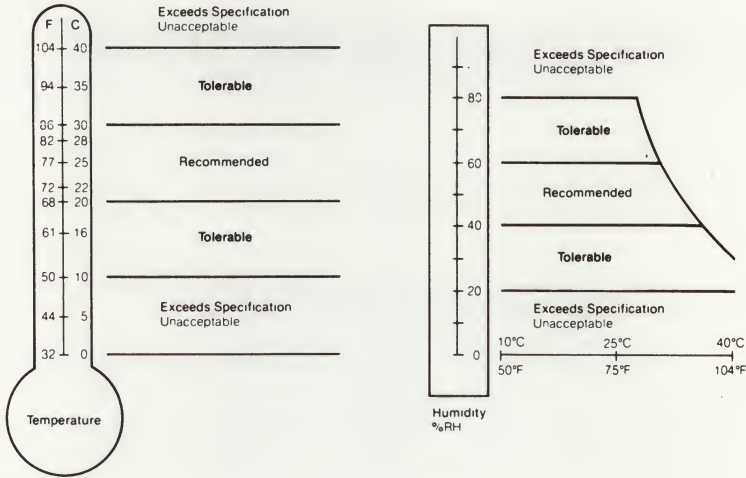 F C
104 40
94 35
86 30
82 28
77 25
72 22
68 20
61 16
50 10
44 5
32 0
Temperature
Exceeds Specification
Unacceptable
Tolerable
Recommended
Tolerable
Exceeds Specification
Unacceptable
80
60
40
20
0
Humidity
%RH
Exceeds Specification
Unacceptable
Tolerable
Recommended
Tolerable
Exceeds Specification
Unacceptable
10°C 25°C 40°C
50°F 75°F 104°F